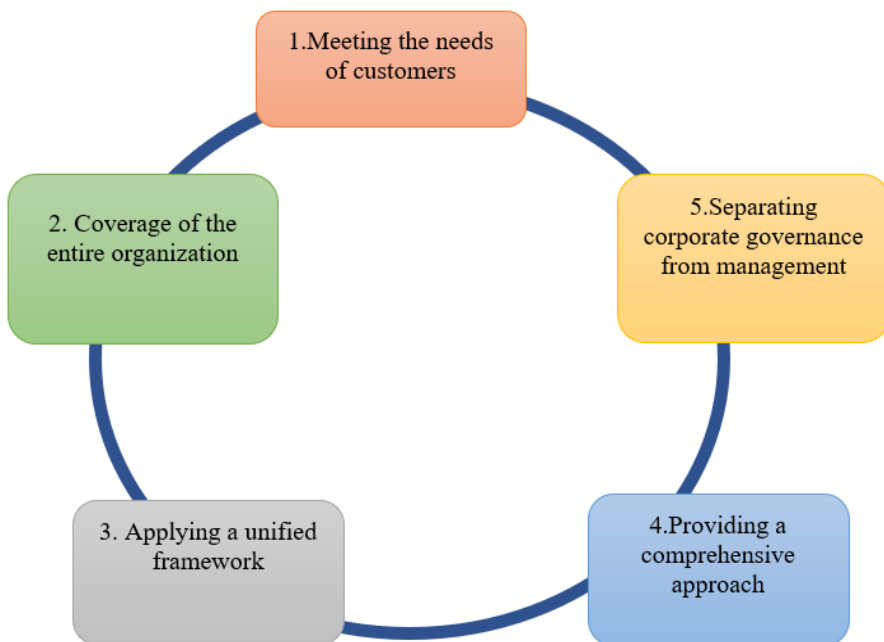 1.Meeting the needs
of customers
2. Coverage of the
entire organization
3. Applying a unified
framework
4.Providing a
comprehensive
approach
5.Separating
corporate governance
from management